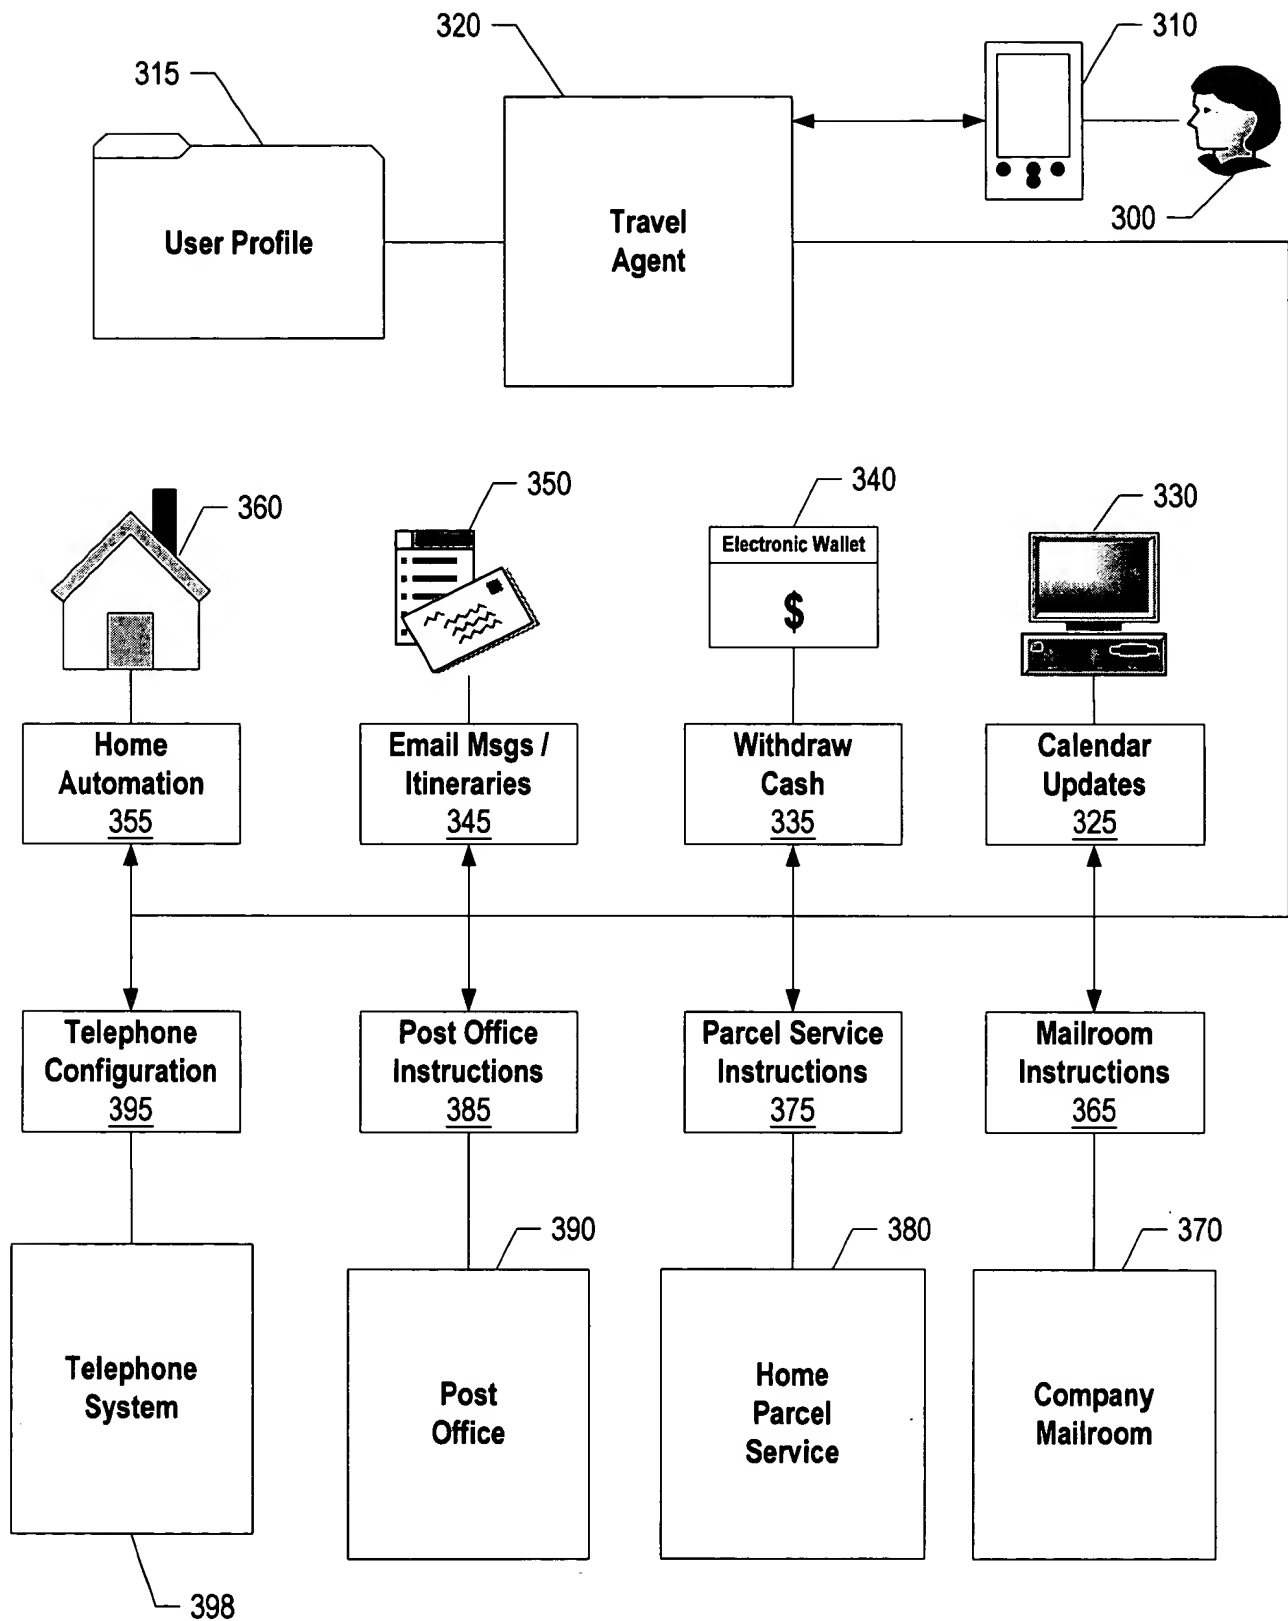 320
310
315
300
User Profile
Travel
Agent
360
350
340
330
Electronic Wallet
$
Home
Automation
355
Email Msgs /
Itineraries
345
Withdraw
Cash
335
Calendar
Updates
325
Telephone
Configuration
395
Post Office
Instructions
385
Parcel Service
Instructions
375
Mailroom
Instructions
365
390
380
370
Telephone
System
Post
Office
Home
Parcel
Service
Company
Mailroom
398